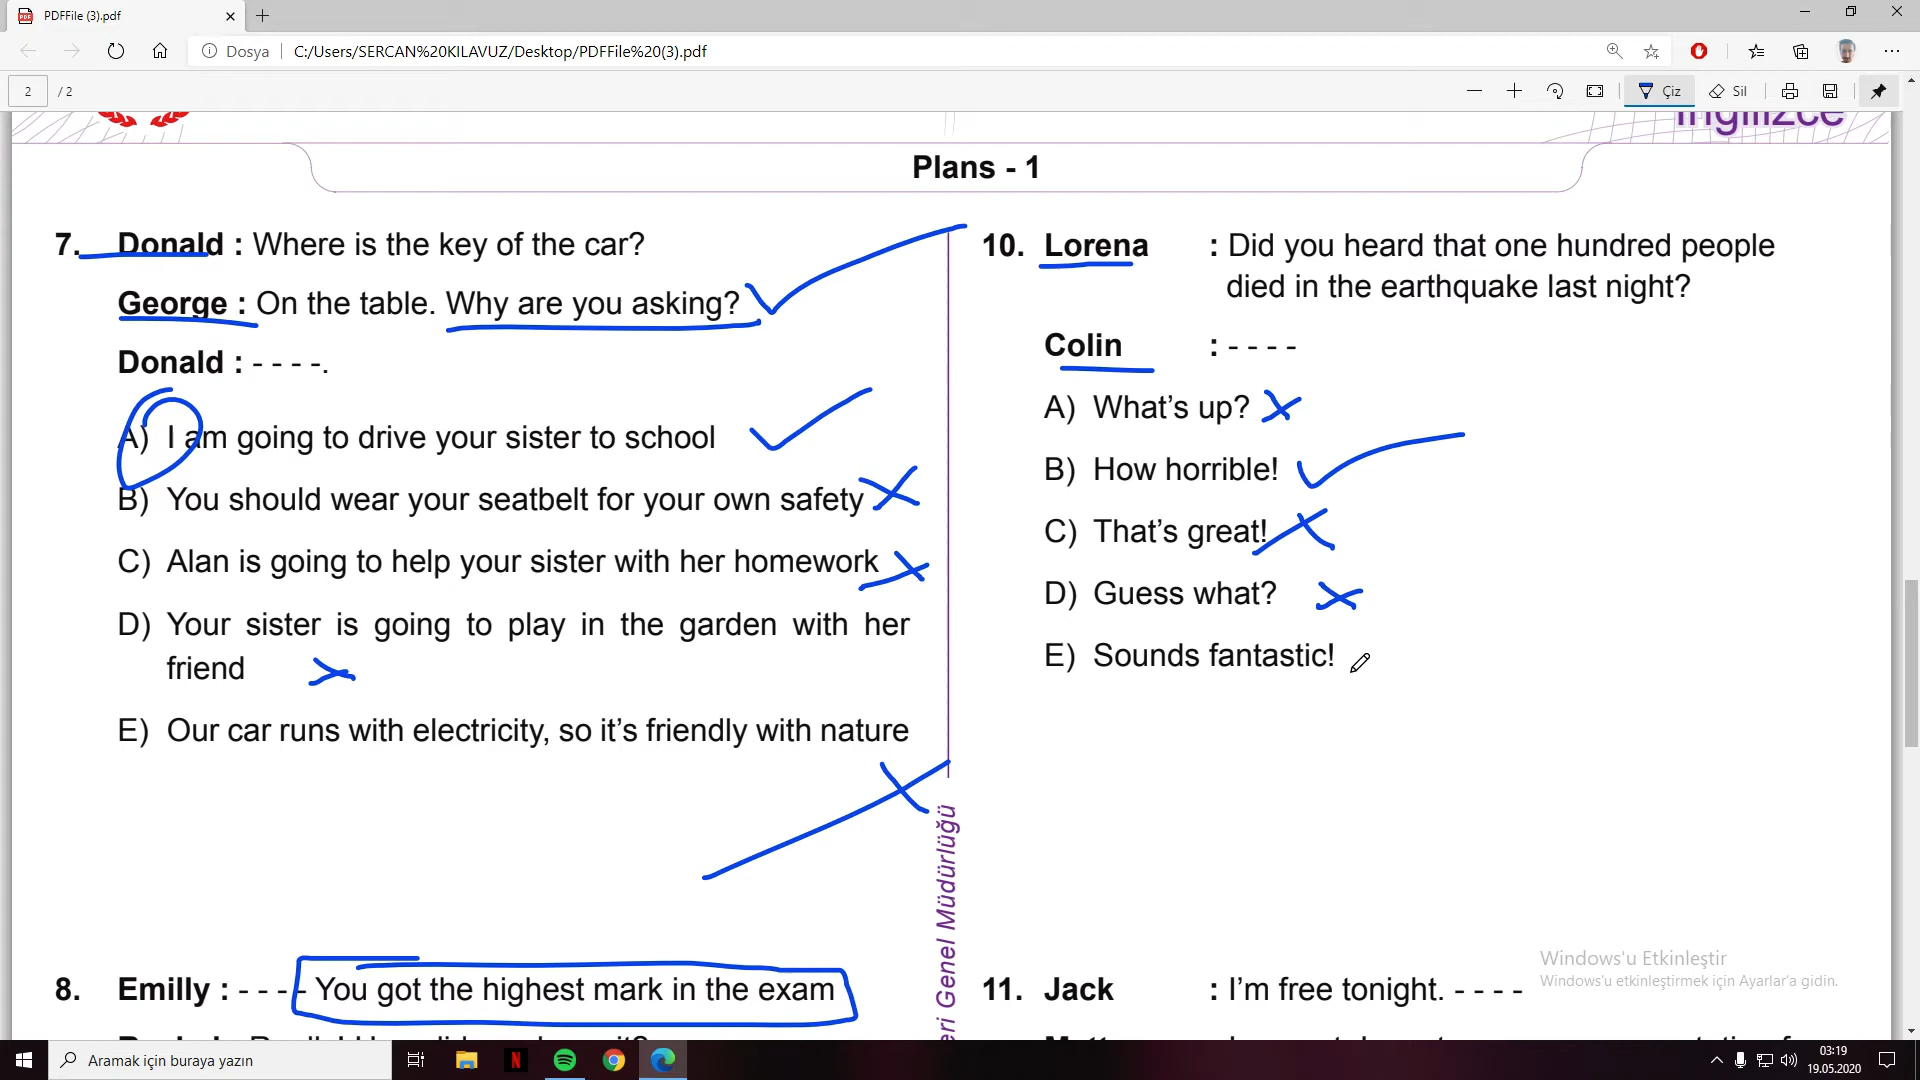 PDFFile (3).pdf
Dosya
C:/Users/SERCAN%20KILAVUZ/Desktop/PDFFile%20(3).pdf
2
/ 2
Çiz
Sil
İngilizce
Plans - 1
7. Donald : Where is the key of the car?
George : On the table. Why are you asking?
Donald : - - - -.
A) I am going to drive your sister to school
B) You should wear your seatbelt for your own safety
C) Alan is going to help your sister with her homework
D) Your sister is going to play in the garden with her
friend
E) Our car runs with electricity, so it’s friendly with nature
8. Emilly : - - - - You got the highest mark in the exam
eri Genel Müdürlüğü
10. Lorena : Did you heard that one hundred people
died in the earthquake last night?
Colin : - - - -
A) What’s up?
B) How horrible!
C) That’s great!
D) Guess what?
E) Sounds fantastic!
11. Jack : I’m free tonight. - - - -
Windows'u Etkinleştir
Windows'u etkinleştirmek için Ayarlar'a gidin.
Aramak için buraya yazın
03:19
19.05.2020